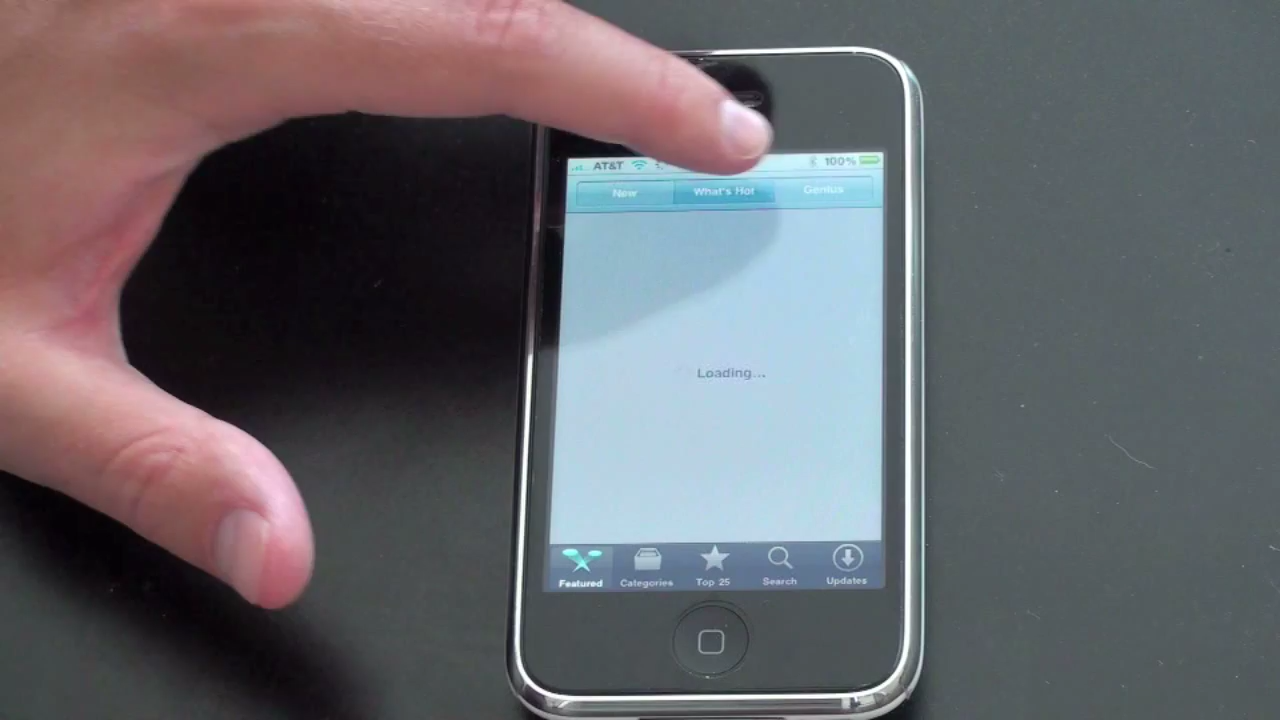 AT&T 100%
New What's Hot Genius
Loading...
Featured Categories Top 25 Search Updates